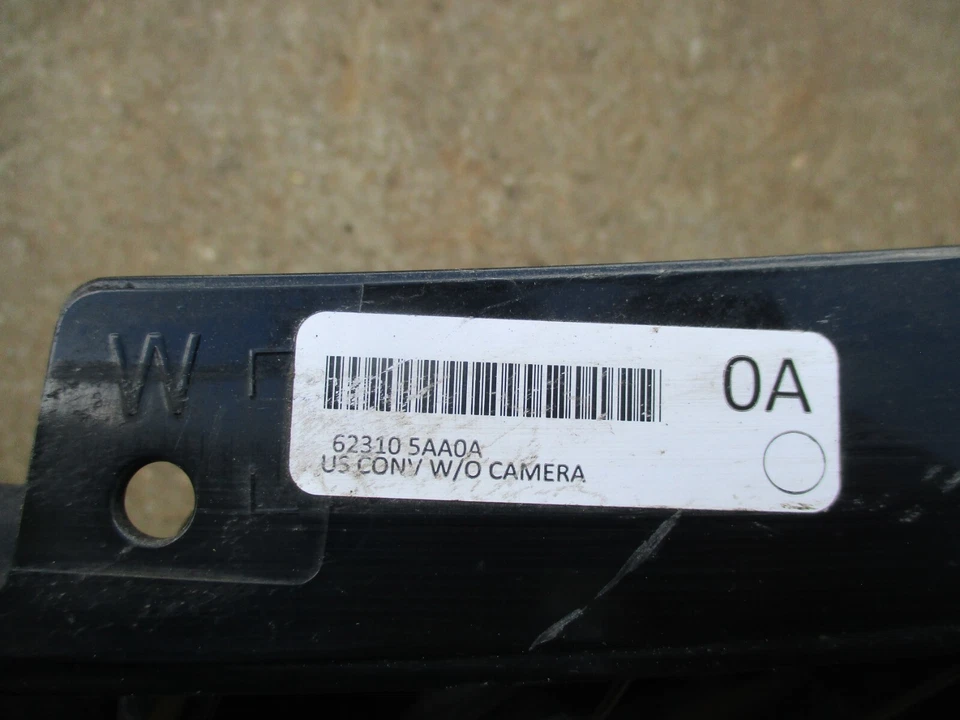 W
0A
62310 5AA0A
US CONV W/O CAMERA